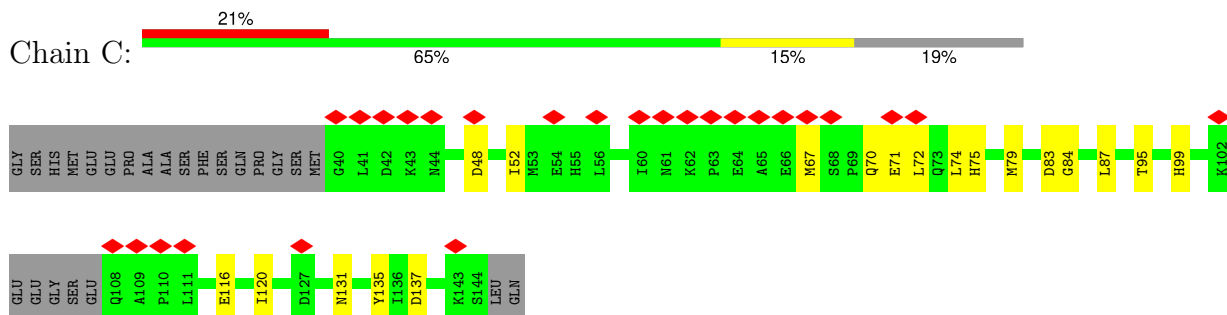 21%
Chain C:
65% 15% 19%
GLY SER HIS MET GLU GLU PRO ALA ALA SER PHE SER GLN PRO GLY SER MET G40 L41 D42 K43 N44 D48 I52 M53 E54 H55 L56 I60 N61 K62 P63 E64 A65 E66 M67 S68 P69 Q70 E71 L72 Q73 L74 H75 M79 D83 G84 L87 T95 H99 K102
GLU GLU GLY SER GLU Q108 A109 P110 L111 E116 I120 D127 N131 Y135 I136 D137 K143 S144 LEU GLN